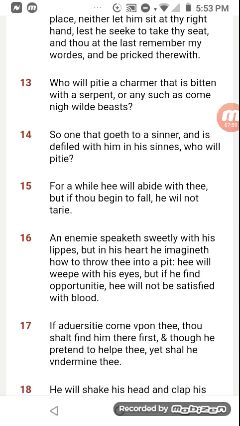 5:53 PM
place, neither let him sit at thy right
hand, lest he seeke to take thy seat,
and thou at the last remember my
wordes, and be pricked therewith.
13 Who will pitie a charmer that is bitten
with a serpent, or any such as come
nigh wilde beasts?
14 So one that goeth to a sinner, and is
defiled with him in his sinnes, who will
pitie?
15 For a while hee will abide with thee,
but if thou begin to fall, he wil not
tarie.
16 An enemie speaketh sweetly with his
lippes, but in his heart he imagineth
how to throw thee into a pit: hee will
weepe with his eyes, but if he find
opportunitie, hee will not be satisfied
with blood.
17 If aduersitie come vpon thee, thou
shalt find him there first, & though he
pretend to helpe thee, yet shal he
vndermine thee.
18 He will shake his head and clap his
Recorded by mobizen